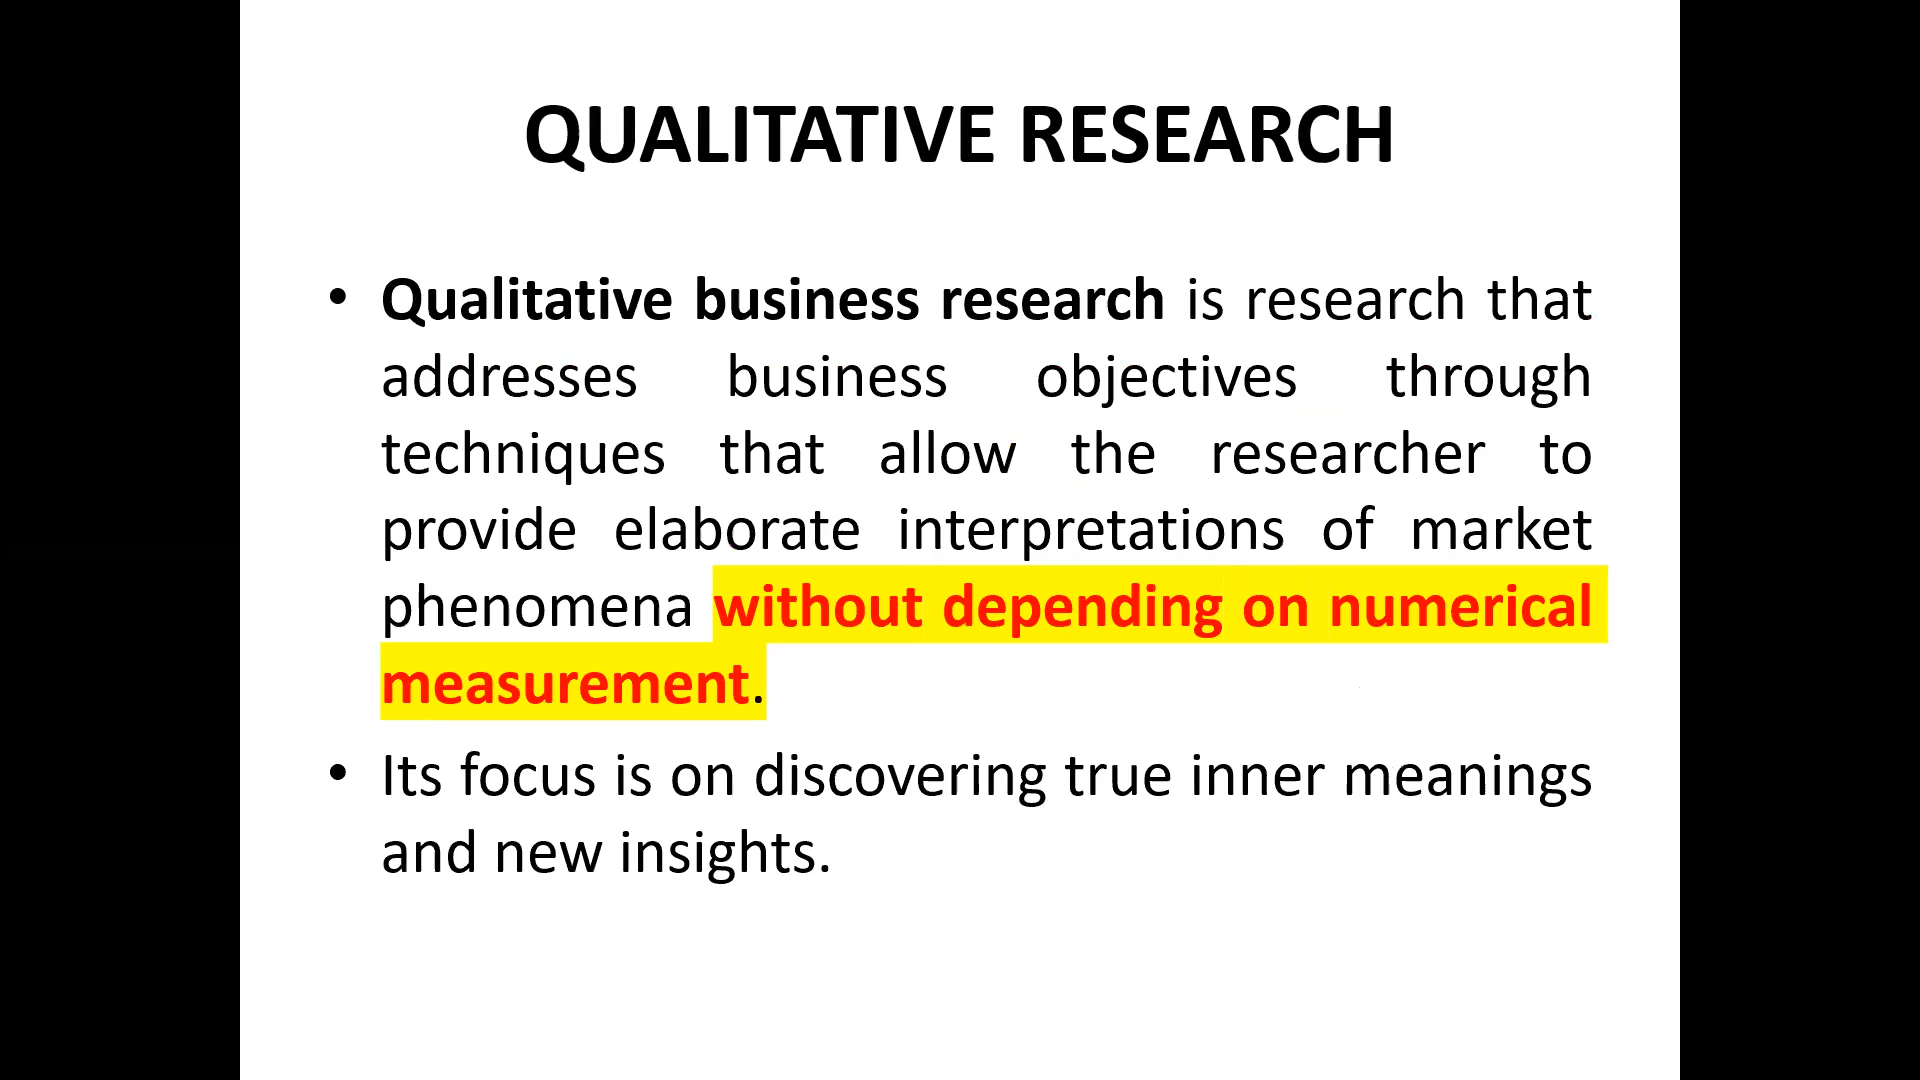 QUALITATIVE RESEARCH
• Qualitative business research is research that
addresses business objectives through
techniques that allow the researcher to
provide elaborate interpretations of market
phenomena without depending on numerical
measurement.
• Its focus is on discovering true inner meanings
and new insights.